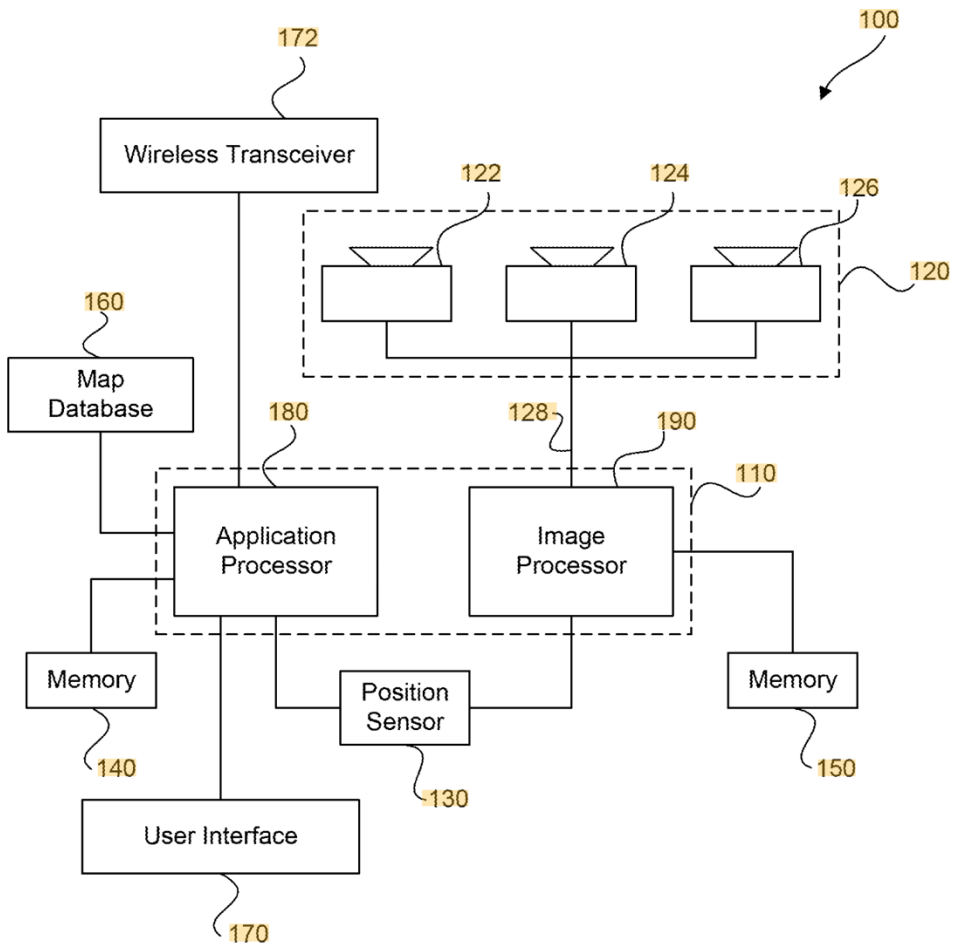 100
172
Wireless Transceiver
122
124
126
120
160
Map
Database
180
128
190
110
Application
Processor
Image
Processor
Memory
Position
Sensor
Memory
140
130
150
User Interface
170